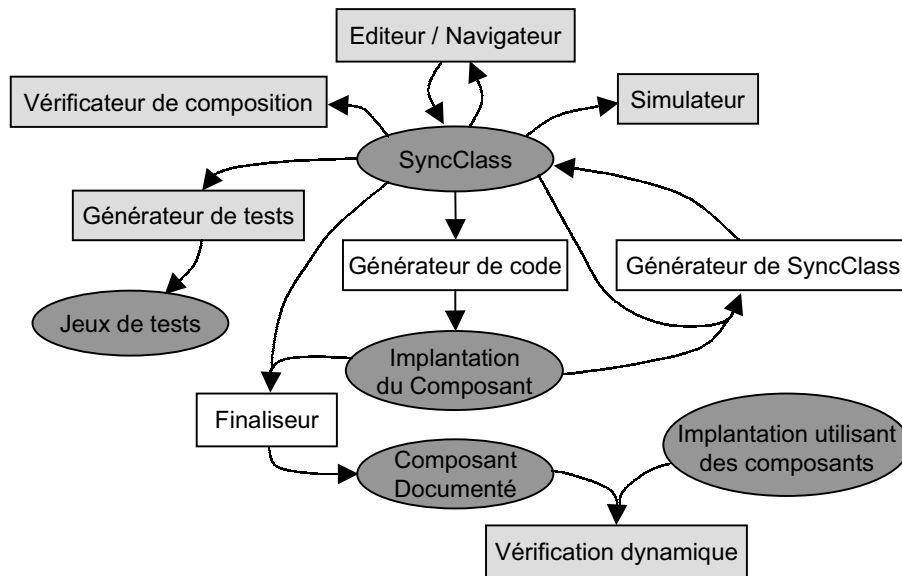 Editeur / Navigateur
Vérificateur de composition
Simulateur
SyncClass
Générateur de tests
Générateur de code
Générateur de SyncClass
Jeux de tests
Implantation
du Composant
Finaliseur
Implantation utilisant
des composants
Composant
Documenté
Vérification dynamique